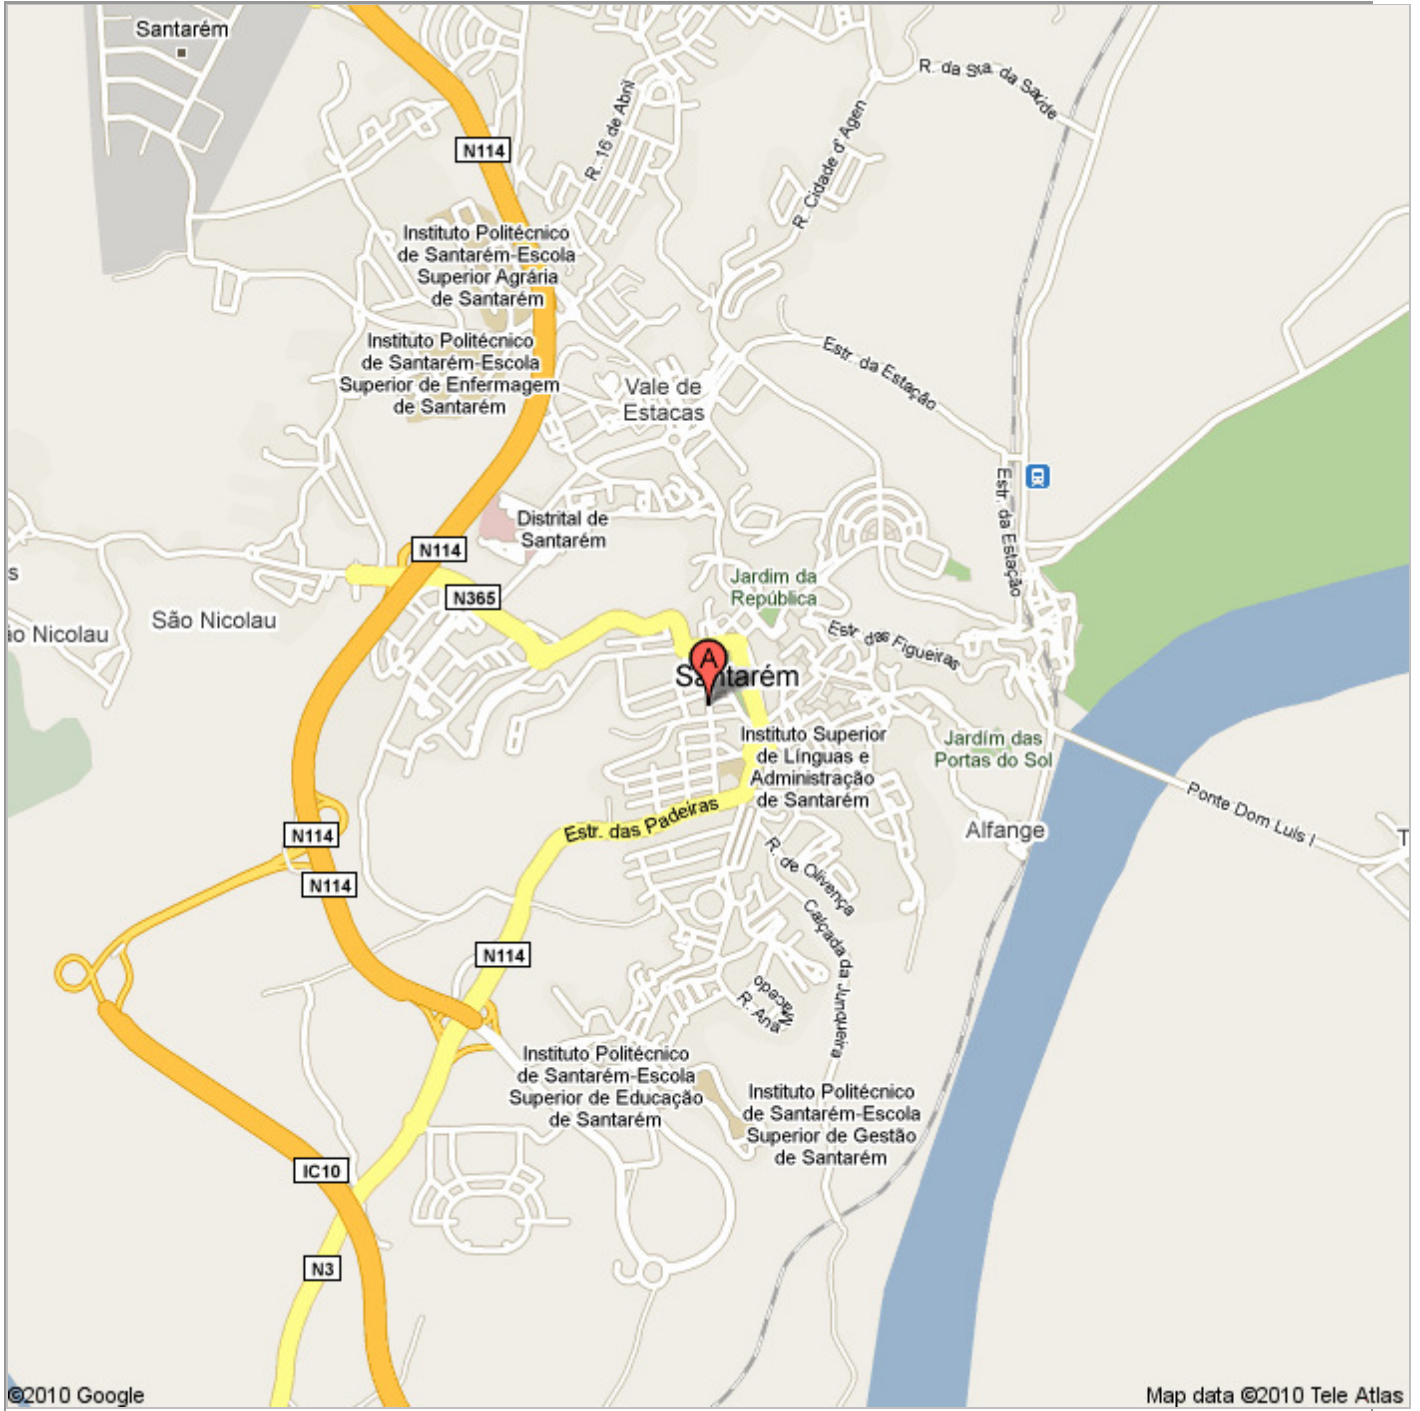 Santarém
R. da Sta. da Saúde
N114
R. 16 de Abril
R. Cidade d' Agen
Instituto Politécnico
de Santarém-Escola
Superior Agrária
de Santarém
Instituto Politécnico
de Santarém-Escola
Superior de Enfermagem
de Santarém
Estr. da Estação
Vale de
Estacas
Estr. da Estação
Distrital de
Santarém
N114
s
Jardim da
República
N365
São Nicolau
ão Nicolau
Estr. das Figueiras
A
Santarém
Instituto Superior
de Línguas e
Administração
de Santarém
Jardim das
Portas do Sol
Ponte Dom Luís I
Estr. das Padeiras
Alfange
T
N114
R. de Olivença
N114
Calçada da Junqueira
N114
R. Ana
Macedo
Instituto Politécnico
de Santarém-Escola
Superior de Educação
de Santarém
Instituto Politécnico
de Santarém-Escola
Superior de Gestão
de Santarém
IC10
N3
©2010 Google
Map data ©2010 Tele Atlas